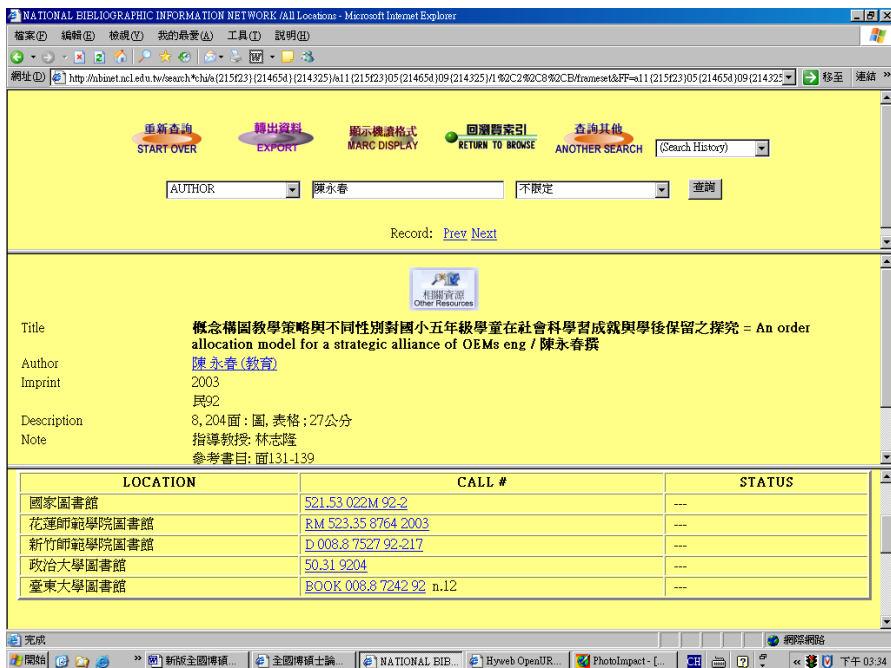 NATIONAL BIBLIOGRAPHIC INFORMATION NETWORK /All Locations - Microsoft Internet Explorer
檔案(F) 編輯(E) 檢視(V) 我的最愛(A) 工具(T) 說明(H)
網址(D) http://nbinet.ncl.edu.tw/search*chi/a{215f23}{21465d}{214325}/a11{215f23}05{21465d}09{214325}/1%2C2%2C8%2CB/frameset&FF=a11{215f23}05{21465d}09{21432 移至 連結 »
重新查詢 轉出資料 顯示機讀格式 回瀏覽索引 查詢其他
START OVER EXPORT MARC DISPLAY RETURN TO BROWSE ANOTHER SEARCH (Search History)
AUTHOR 陳永春 不限定 查詢
Record: Prev Next
相關資源
Other Resources
Title 概念構圖教學策略與不同性別對國小五年級學童在社會科學習成就與學後保留之探究 = An order
allocation model for a strategic alliance of OEMs eng / 陳永春撰
Author 陳 永春 (教育)
Imprint 2003
民92
Description 8, 204面 : 圖, 表格 ; 27公分
Note 指導教授: 林志隆
參考書目: 面131-139
LOCATION CALL # STATUS
國家圖書館 521.53 022M 92-2 ---
花蓮師範學院圖書館 RM 523.35 8764 2003 ---
新竹師範學院圖書館 D 008.8 7527 92-217 ---
政治大學圖書館 50.31 9204 ---
臺東大學圖書館 BOOK 008.8 7242 92 n.12 ---
完成 網際網路
開始 » 新版全國博碩... 全國博碩士論... NATIONAL BIB... Hyweb OpenUR... PhotoImpact - [... CH « 下午 03:34